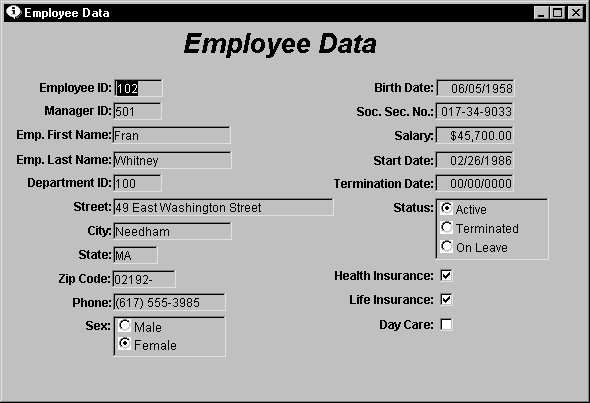 Employee Data
Employee Data
Employee ID: 102
Manager ID: 501
Emp. First Name: Fran
Emp. Last Name: Whitney
Department ID: 100
Street: 49 East Washington Street
City: Needham
State: MA
Zip Code: 02192-
Phone: (617) 555-3985
Sex: Male
Female
Birth Date: 06/05/1958
Soc. Sec. No.: 017-34-9033
Salary: $45,700.00
Start Date: 02/26/1986
Termination Date: 00/00/0000
Status: Active
Terminated
On Leave
Health Insurance:
Life Insurance:
Day Care: